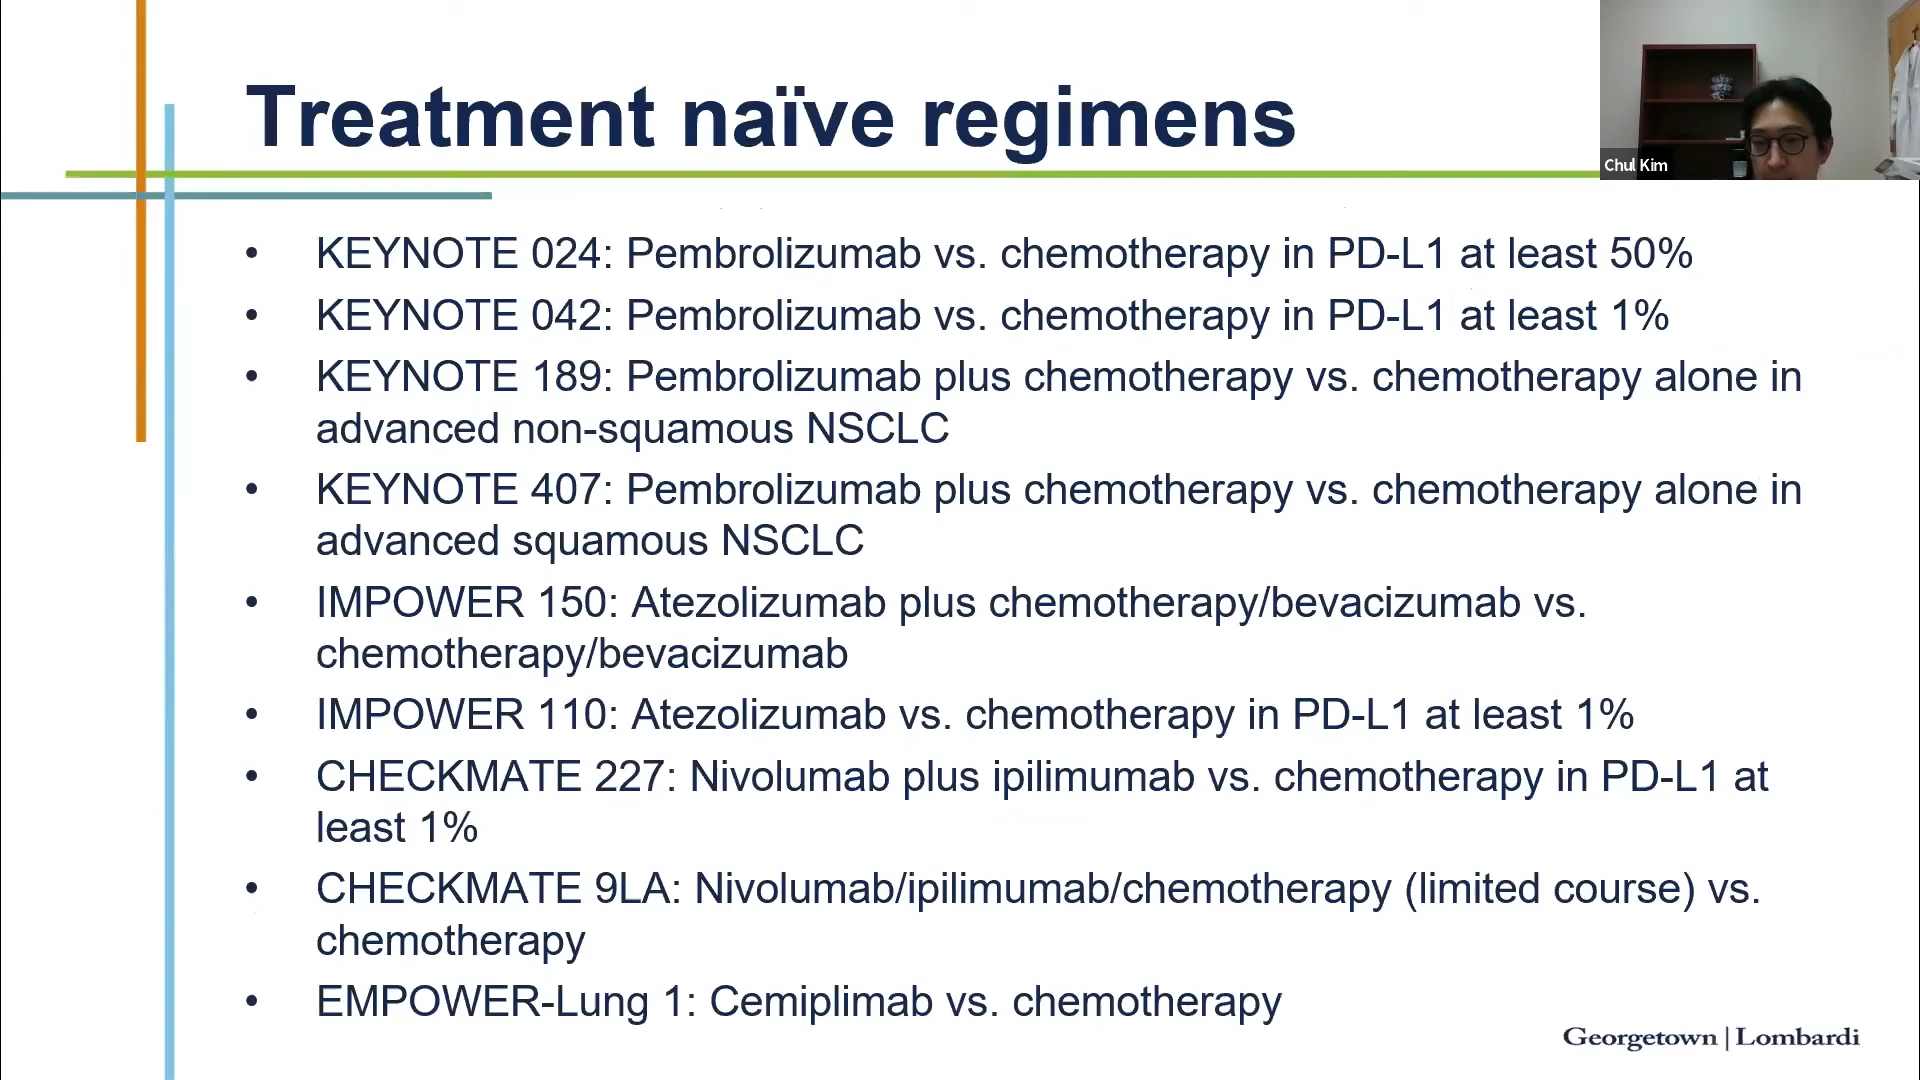 Treatment naïve regimens
Chul Kim
• KEYNOTE 024: Pembrolizumab vs. chemotherapy in PD-L1 at least 50%
• KEYNOTE 042: Pembrolizumab vs. chemotherapy in PD-L1 at least 1%
• KEYNOTE 189: Pembrolizumab plus chemotherapy vs. chemotherapy alone in
advanced non-squamous NSCLC
• KEYNOTE 407: Pembrolizumab plus chemotherapy vs. chemotherapy alone in
advanced squamous NSCLC
• IMPOWER 150: Atezolizumab plus chemotherapy/bevacizumab vs.
chemotherapy/bevacizumab
• IMPOWER 110: Atezolizumab vs. chemotherapy in PD-L1 at least 1%
• CHECKMATE 227: Nivolumab plus ipilimumab vs. chemotherapy in PD-L1 at
least 1%
• CHECKMATE 9LA: Nivolumab/ipilimumab/chemotherapy (limited course) vs.
chemotherapy
• EMPOWER-Lung 1: Cemiplimab vs. chemotherapy
Georgetown | Lombardi